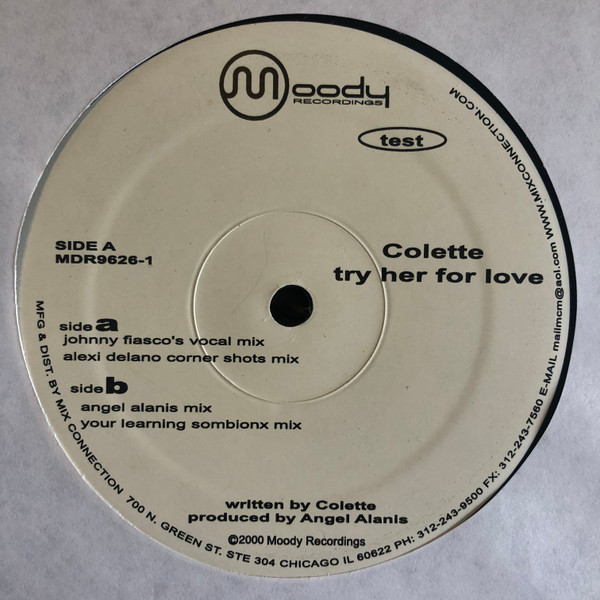 Moody
RECORDINGS
test
SIDE A
MDR9626-1
Colette
try her for love
side a
johnny fiasco's vocal mix
alexi delano corner shots mix
side b
angel alanis mix
your learning sombionx mix
written by Colette
produced by Angel Alanis
©2000 Moody Recordings
MFG & DIST. BY MIX CONNECTION 700 N. GREEN ST. STE 304 CHICAGO IL 60622 PH: 312-243-9500 FX: 312-243-7560 E-MAIL mailmcm@aol.com WWW.MIXCONNECTION.COM